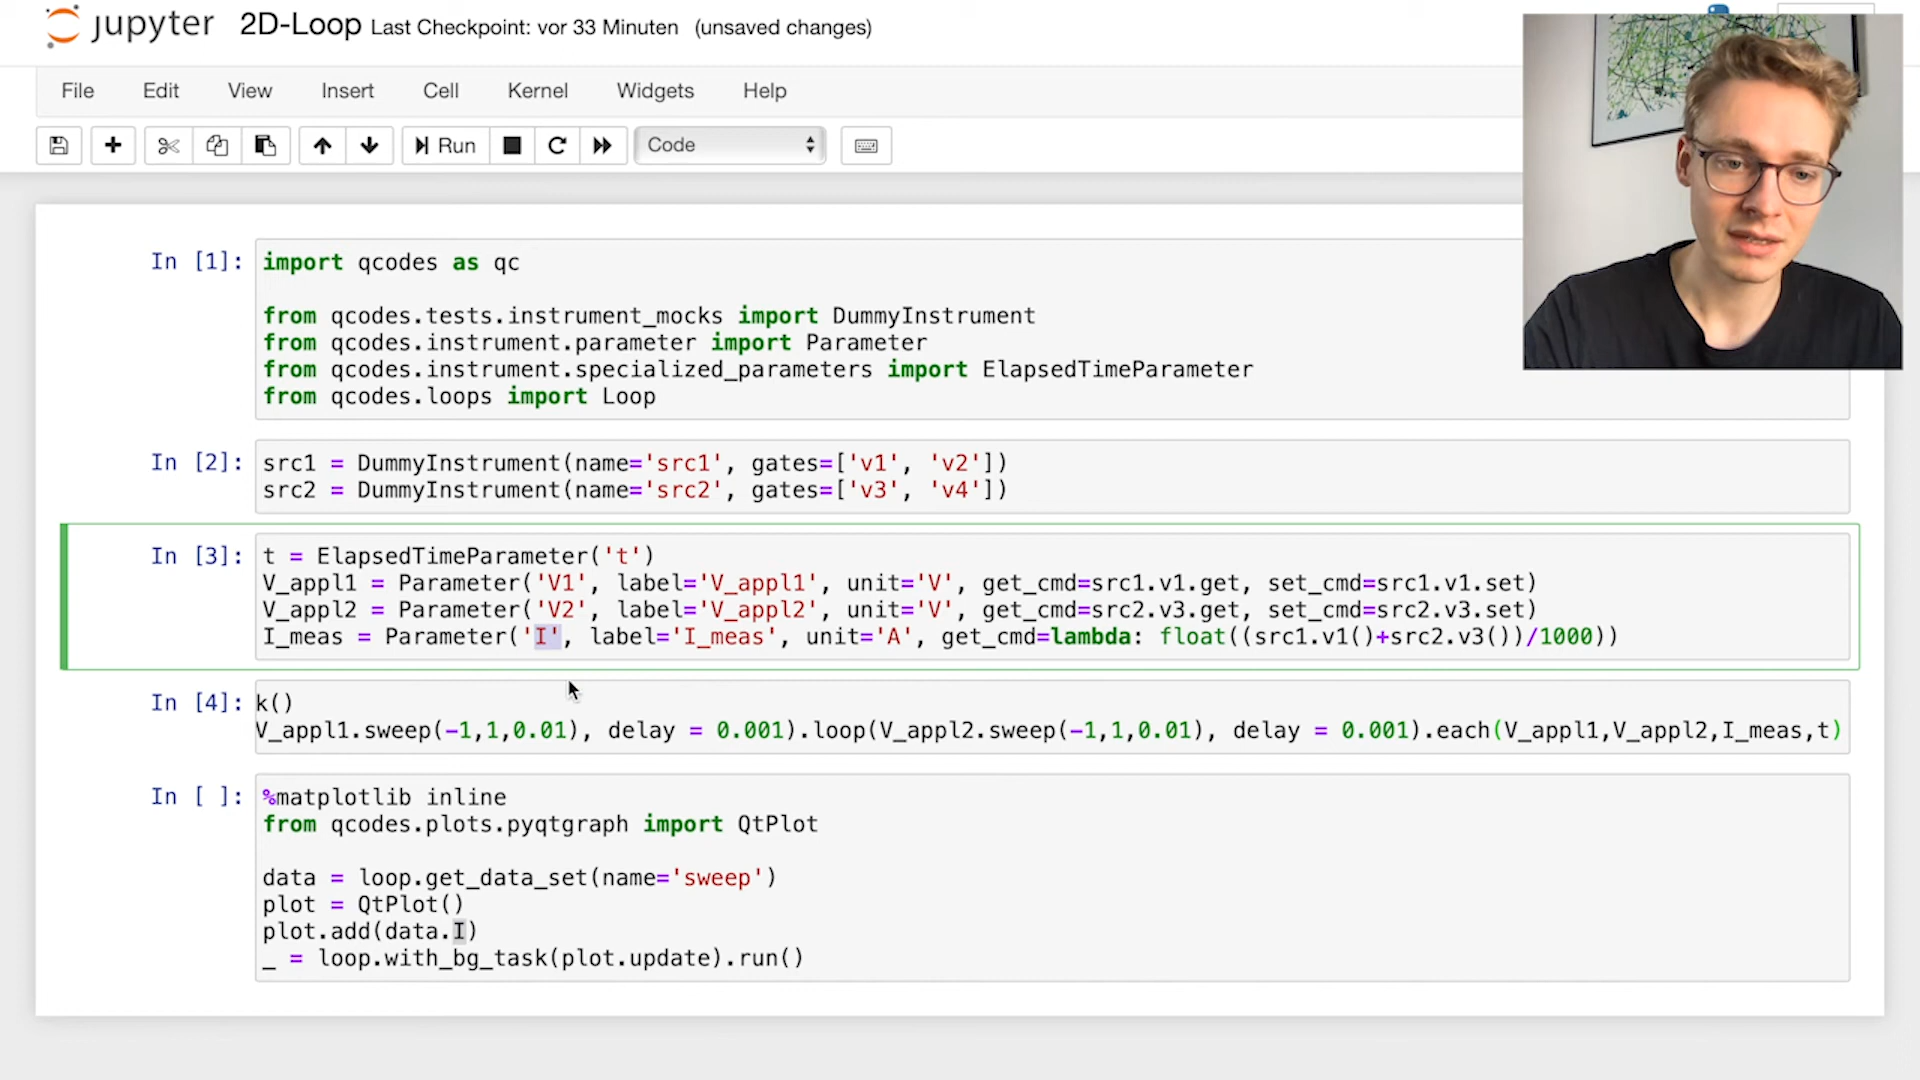 jupyter 2D-Loop Last Checkpoint: vor 33 Minuten (unsaved changes)
File Edit View Insert Cell Kernel Widgets Help
Run Code
In [1]: import qcodes as qc
from qcodes.tests.instrument_mocks import DummyInstrument
from qcodes.instrument.parameter import Parameter
from qcodes.instrument.specialized_parameters import ElapsedTimeParameter
from qcodes.loops import Loop
In [2]: src1 = DummyInstrument(name='src1', gates=['v1', 'v2'])
src2 = DummyInstrument(name='src2', gates=['v3', 'v4'])
In [3]: t = ElapsedTimeParameter('t')
V_appl1 = Parameter('V1', label='V_appl1', unit='V', get_cmd=src1.v1.get, set_cmd=src1.v1.set)
V_appl2 = Parameter('V2', label='V_appl2', unit='V', get_cmd=src2.v3.get, set_cmd=src2.v3.set)
I_meas = Parameter('I', label='I_meas', unit='A', get_cmd=lambda: float((src1.v1()+src2.v3())/1000))
In [4]: k()
V_appl1.sweep(-1,1,0.01), delay = 0.001).loop(V_appl2.sweep(-1,1,0.01), delay = 0.001).each(V_appl1,V_appl2,I_meas,t)
In [ ]: %matplotlib inline
from qcodes.plots.pyqtgraph import QtPlot
data = loop.get_data_set(name='sweep')
plot = QtPlot()
plot.add(data.I)
_ = loop.with_bg_task(plot.update).run()